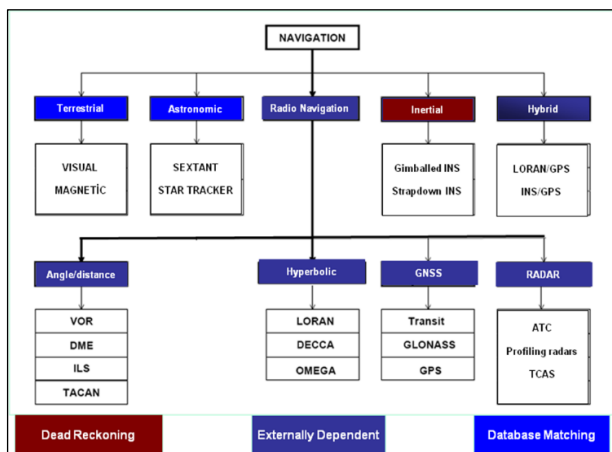 NAVIGATION
Terrestrial
Astronomic
Radio Navigation
Inertial
Hybrid
VISUAL
MAGNETİC
SEXTANT
STAR TRACKER
Gimballed INS
Strapdown INS
LORAN/GPS
INS/GPS
Angle/distance
Hyperbolic
GNSS
RADAR
VOR
DME
ILS
TACAN
LORAN
DECCA
OMEGA
Transit
GLONASS
GPS
ATC
Profiling radars
TCAS
Dead Reckoning
Externally Dependent
Database Matching